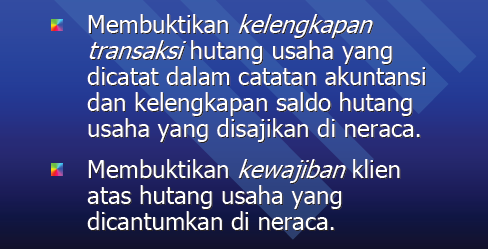 Membuktikan kelengkapan
transaksi hutang usaha yang
dicatat dalam catatan akuntansi
dan kelengkapan saldo hutang
usaha yang disajikan di neraca.
Membuktikan kewajiban klien
atas hutang usaha yang
dicantumkan di neraca.